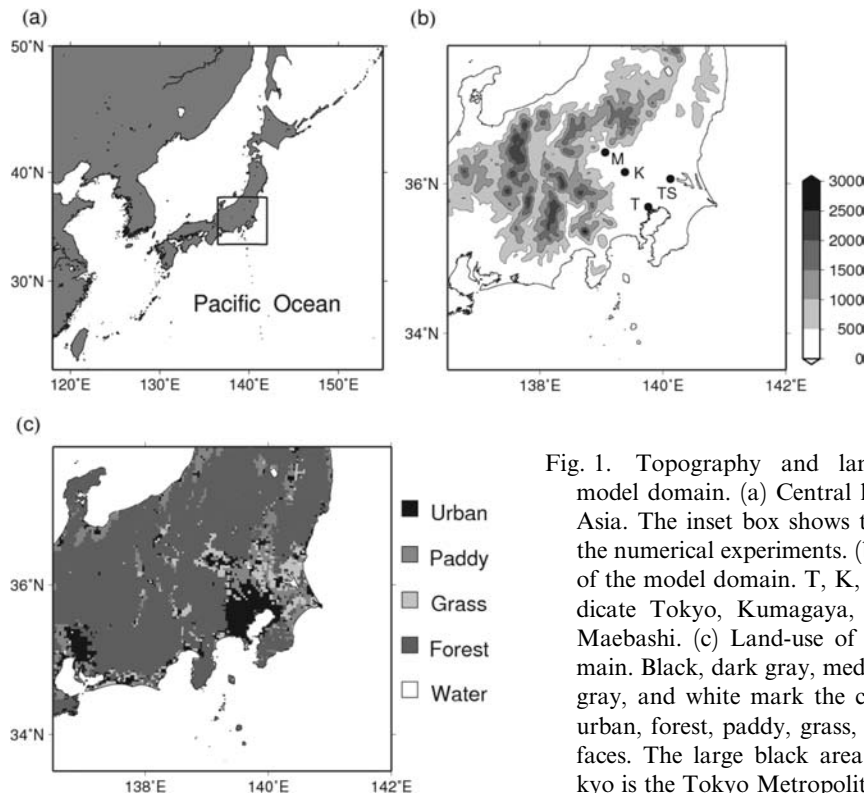 (a)
50°N
40°N
30°N
Pacific Ocean
120°E 130°E 140°E 150°E
(b)
M
K
TS
T
36°N
34°N
138°E 140°E 142°E
3000
2500
2000
1500
1000
500
0
(c)
36°N
34°N
138°E 140°E 142°E
Urban
Paddy
Grass
Forest
Water
Fig. 1. Topography and
model domain. (a) Central
Asia. The inset box shows
the numerical experiments.
of the model domain. T, K,
dicate Tokyo, Kumagaya,
Maebashi. (c) Land-use of
main. Black, dark gray,
gray, and white mark the
urban, forest, paddy, grass,
faces. The large black area
kyo is the Tokyo